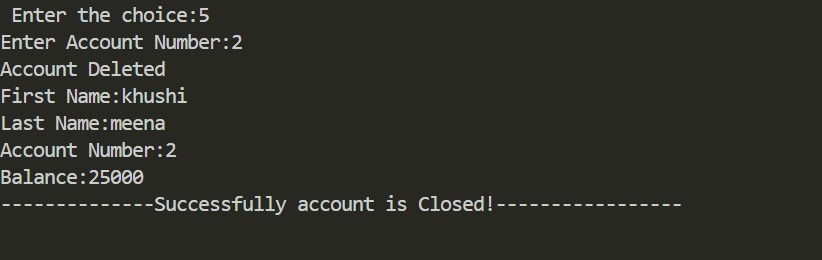 Enter the choice:5
Enter Account Number:2
Account Deleted
First Name:khushi
Last Name:meena
Account Number:2
Balance:25000
--------------Successfully account is Closed!-----------------